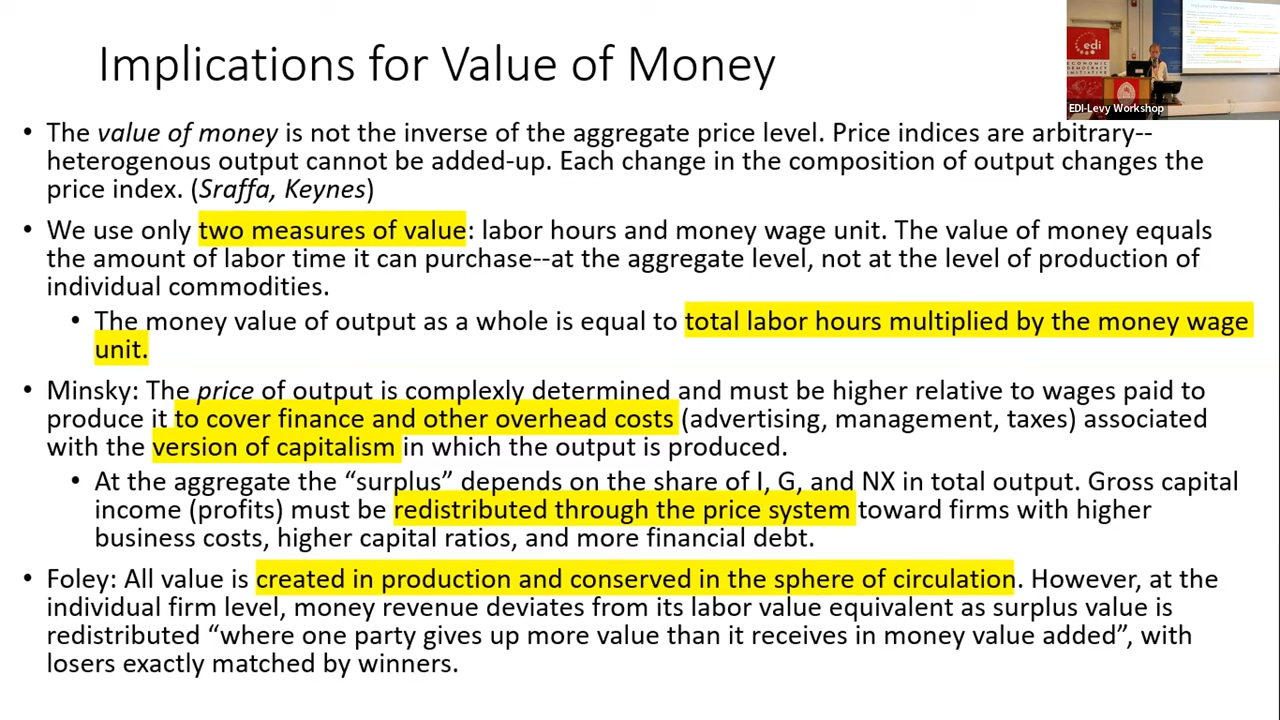 Implications for Value of Money
edi
ECONOMIC
DEMOCRACY
INITIATIVE
EDI-Levy Workshop
• The value of money is not the inverse of the aggregate price level. Price indices are arbitrary--
heterogenous output cannot be added-up. Each change in the composition of output changes the
price index. (Sraffa, Keynes)
• We use only two measures of value: labor hours and money wage unit. The value of money equals
the amount of labor time it can purchase--at the aggregate level, not at the level of production of
individual commodities.
• The money value of output as a whole is equal to total labor hours multiplied by the money wage
unit.
• Minsky: The price of output is complexly determined and must be higher relative to wages paid to
produce it to cover finance and other overhead costs (advertising, management, taxes) associated
with the version of capitalism in which the output is produced.
• At the aggregate the “surplus” depends on the share of I, G, and NX in total output. Gross capital
income (profits) must be redistributed through the price system toward firms with higher
business costs, higher capital ratios, and more financial debt.
• Foley: All value is created in production and conserved in the sphere of circulation. However, at the
individual firm level, money revenue deviates from its labor value equivalent as surplus value is
redistributed “where one party gives up more value than it receives in money value added”, with
losers exactly matched by winners.